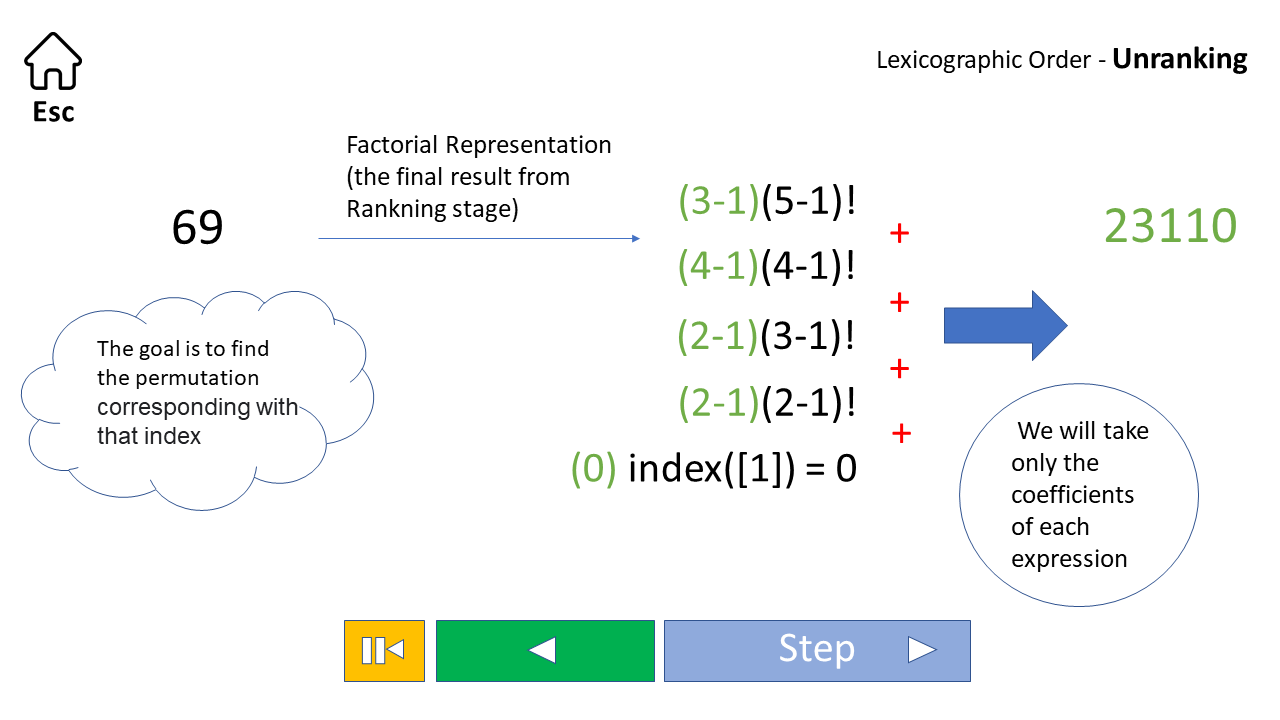 Esc
Lexicographic Order - Unranking
Factorial Representation
(the final result from
Rankning stage)
69
(3-1)(5-1)!
+
(4-1)(4-1)!
+
(2-1)(3-1)!
+
(2-1)(2-1)!
+
(0) index([1]) = 0
23110
The goal is to find
the permutation
corresponding with
that index
We will take
only the
coefficients
of each
expression
Step